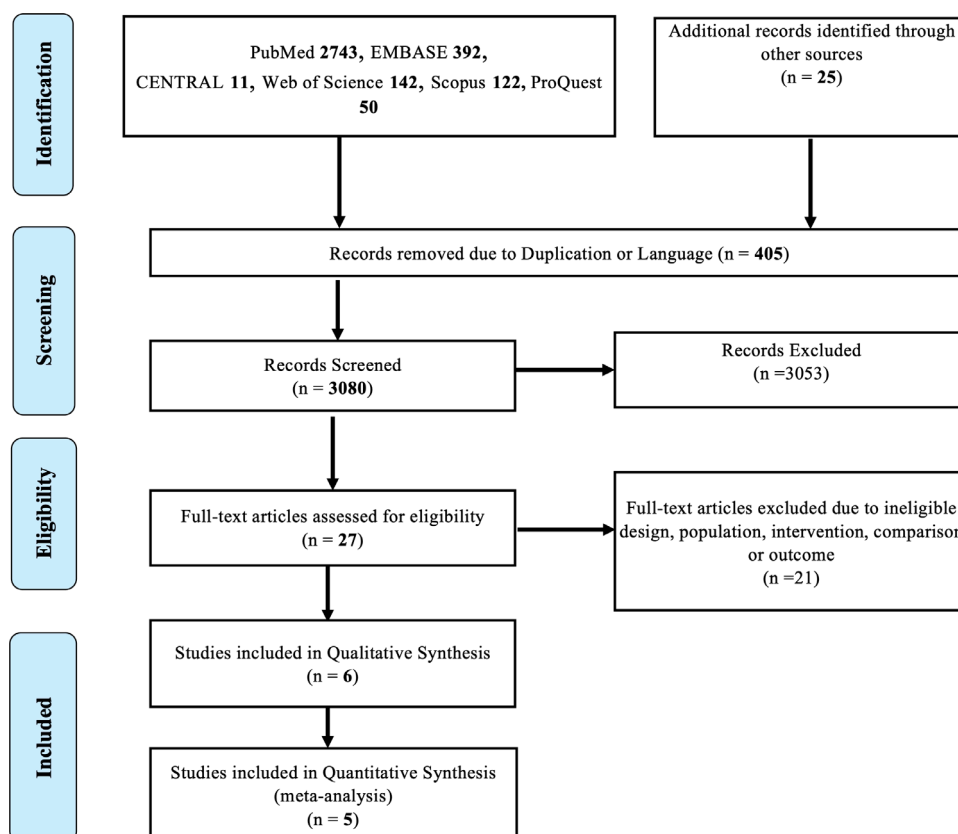 Identification
PubMed 2743, EMBASE 392,
CENTRAL 11, Web of Science 142, Scopus 122, ProQuest
50
Additional records identified through
other sources
(n = 25)
Screening
Records removed due to Duplication or Language (n = 405)
Records Screened
(n = 3080)
Records Excluded
(n =3053)
Eligibility
Full-text articles assessed for eligibility
(n = 27)
Full-text articles excluded due to ineligible
design, population, intervention, comparison
or outcome
(n =21)
Included
Studies included in Qualitative Synthesis
(n = 6)
Studies included in Quantitative Synthesis
(meta-analysis)
(n = 5)